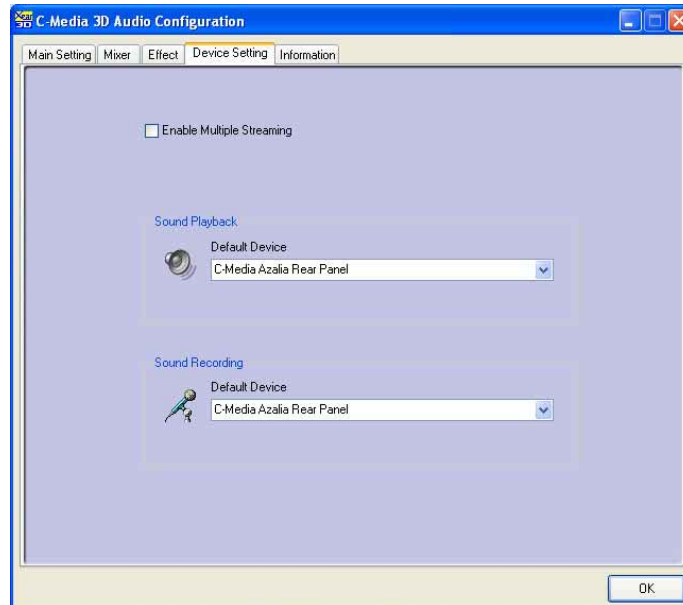 C-Media 3D Audio Configuration
Main Setting Mixer Effect Device Setting Information
Enable Multiple Streaming
Sound Playback
Default Device
C-Media Azalia Rear Panel
Sound Recording
Default Device
C-Media Azalia Rear Panel
OK